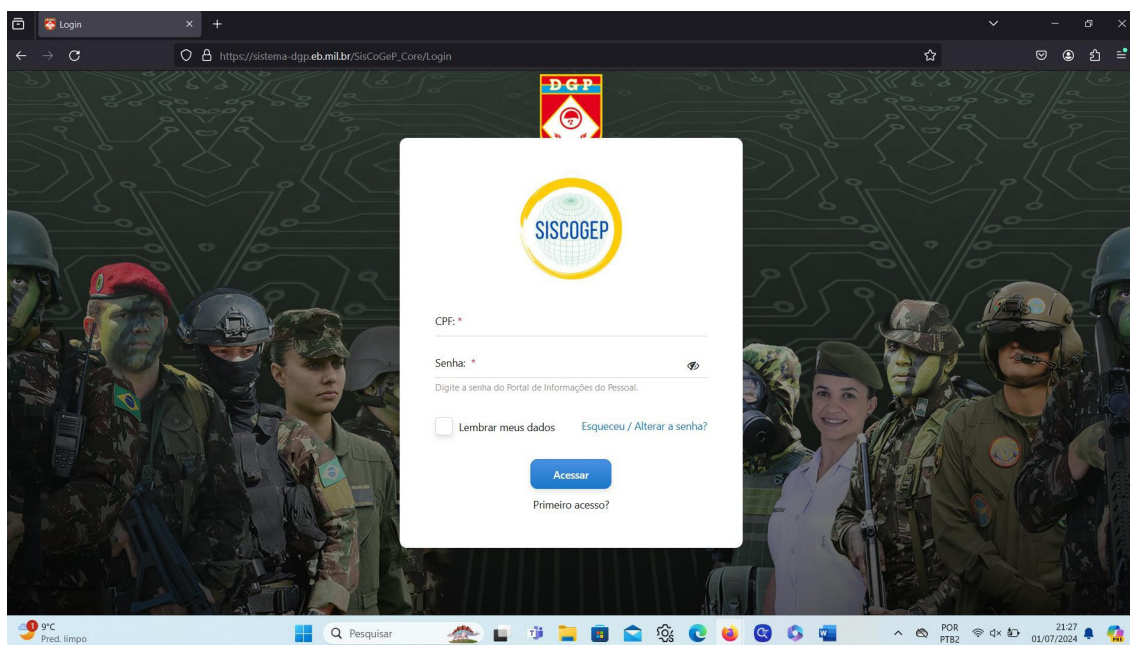 Login
https://sistema-dgp.eb.mil.br/SisCoGeP_Core/Login
DGP
SISCOGEP
CPF: *
Senha: *
Digite a senha do Portal de Informações do Pessoal.
Lembrar meus dados
Esqueceu / Alterar a senha?
Acessar
Primeiro acesso?
1
9°C
Pred. limpo
Pesquisar
POR
PTB2
21:27
01/07/2024
PRE